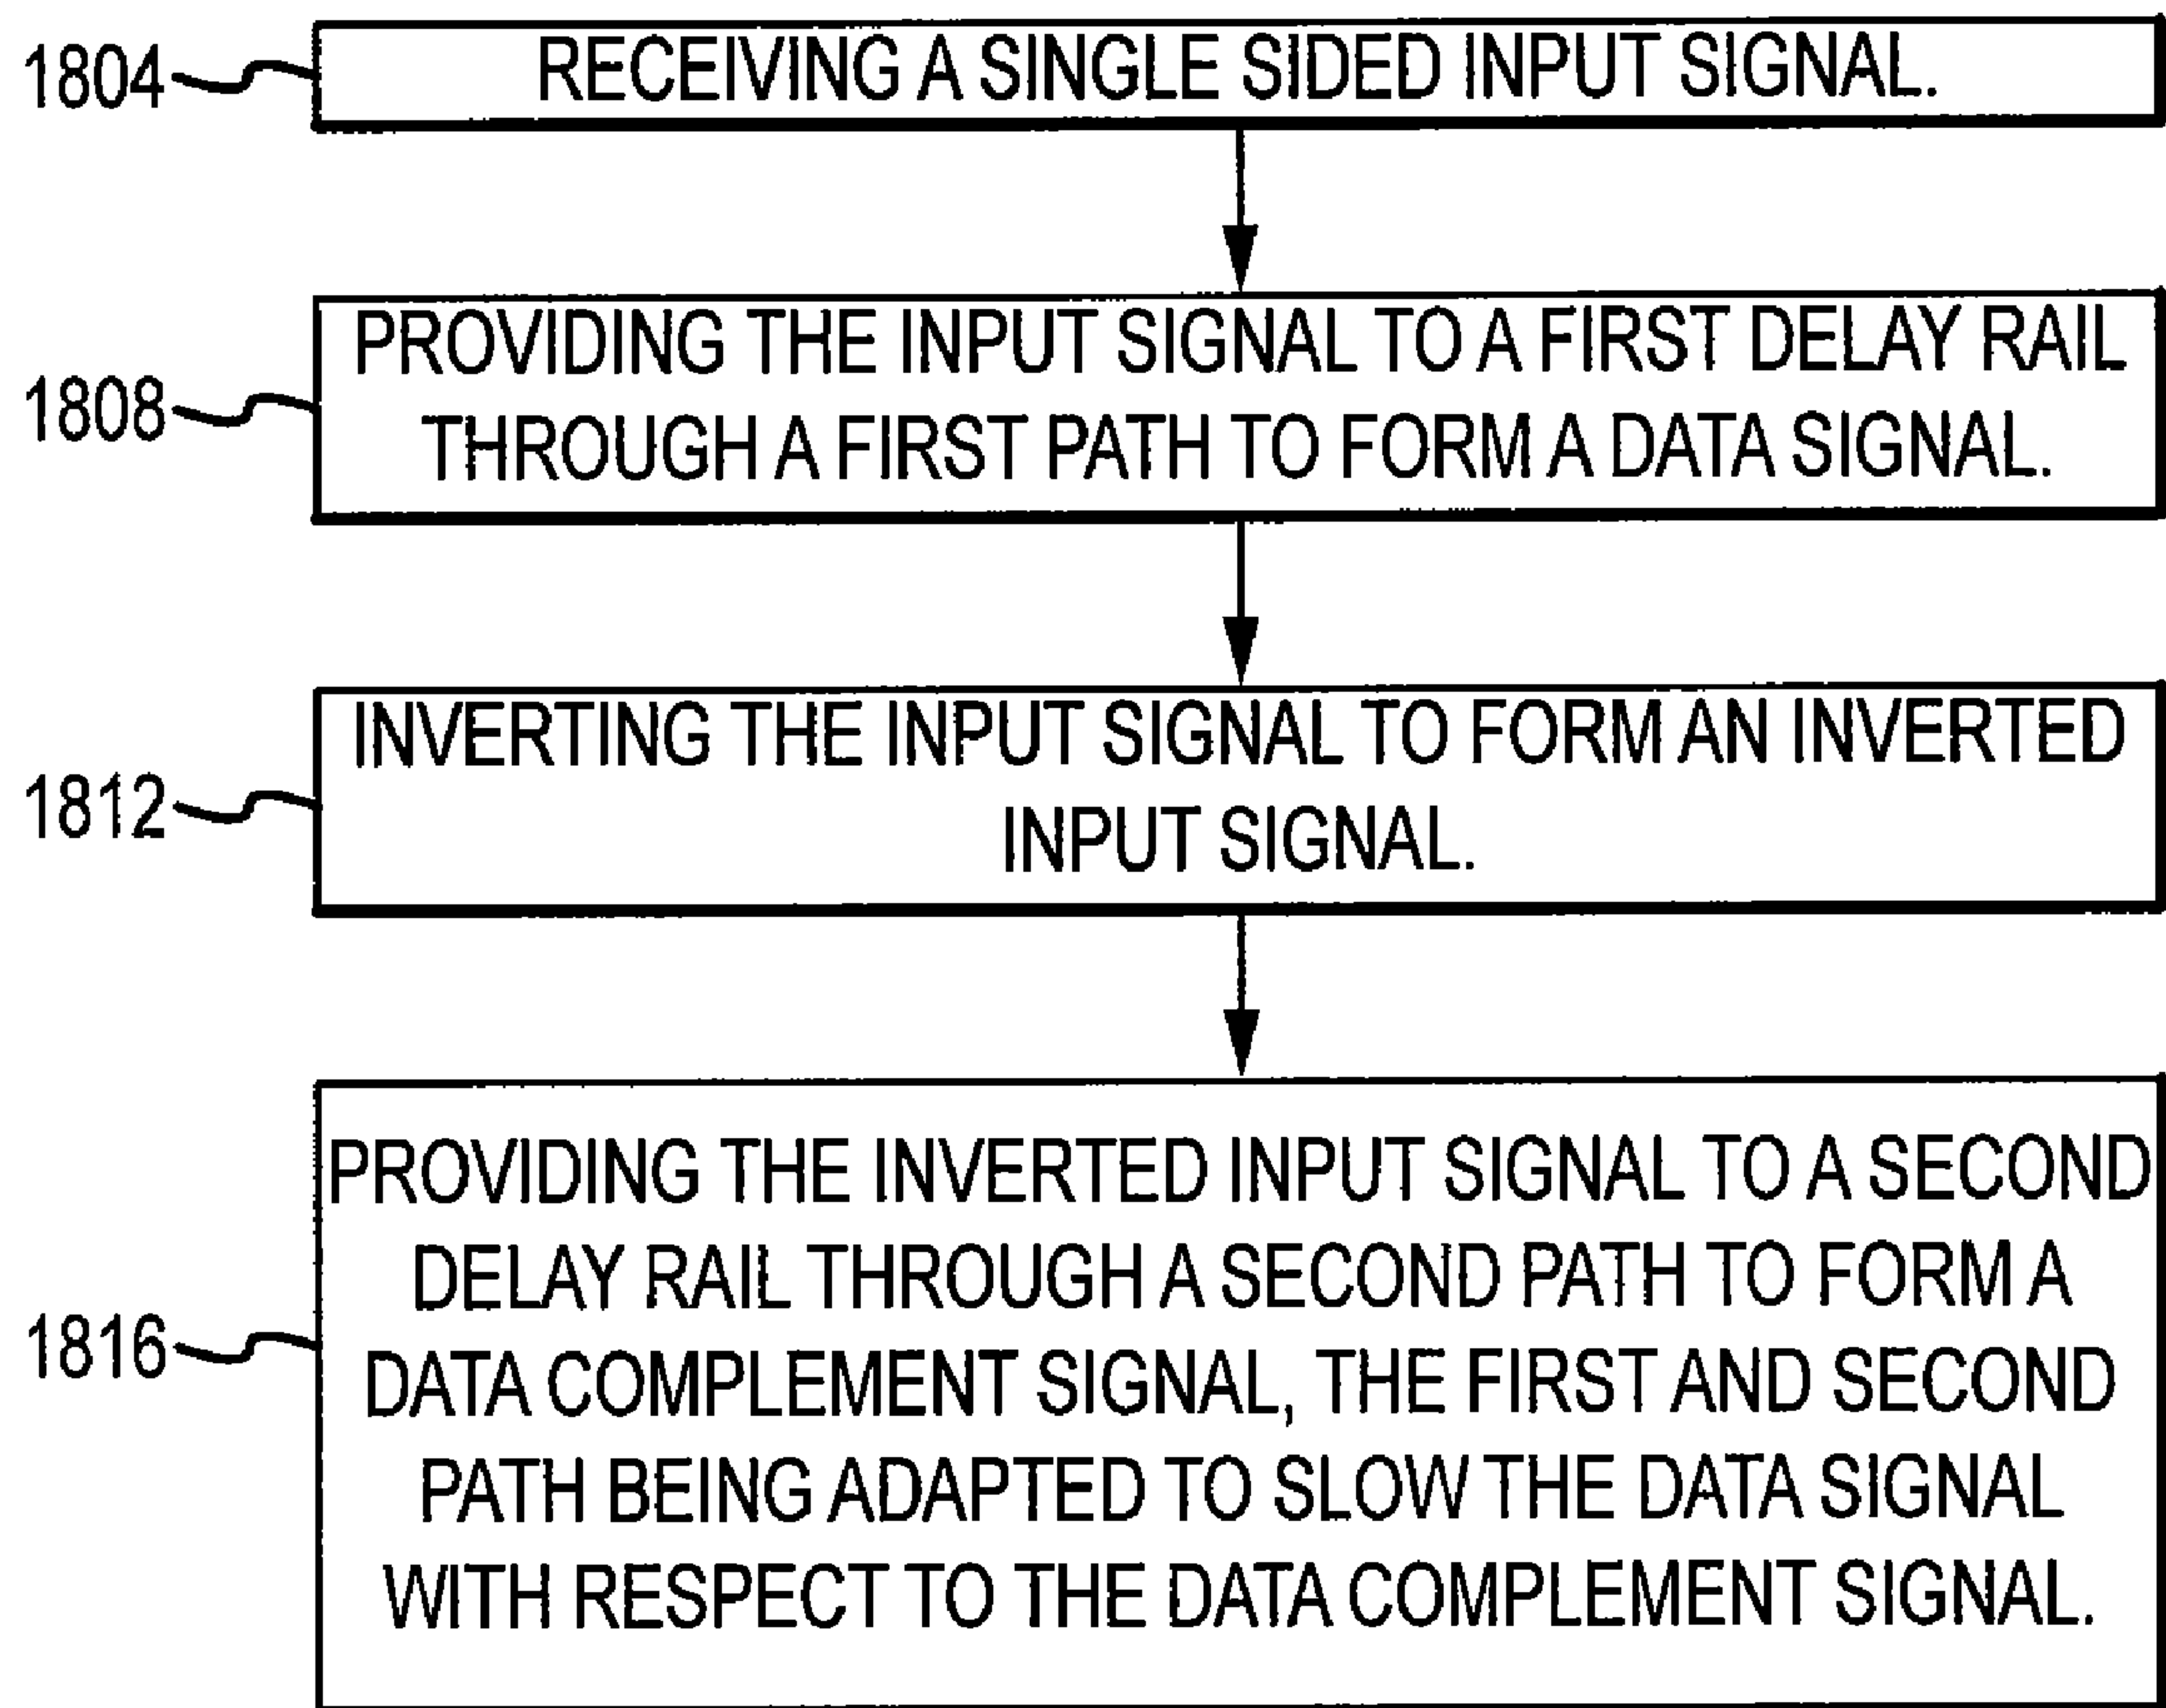 1804
RECEIVING A SINGLE SIDED INPUT SIGNAL.
1808
PROVIDING THE INPUT SIGNAL TO A FIRST DELAY RAIL
THROUGH A FIRST PATH TO FORM A DATA SIGNAL.
1812
INVERTING THE INPUT SIGNAL TO FORM AN INVERTED
INPUT SIGNAL.
1816
PROVIDING THE INVERTED INPUT SIGNAL TO A SECOND
DELAY RAIL THROUGH A SECOND PATH TO FORM A
DATA COMPLEMENT SIGNAL, THE FIRST AND SECOND
PATH BEING ADAPTED TO SLOW THE DATA SIGNAL
WITH RESPECT TO THE DATA COMPLEMENT SIGNAL.